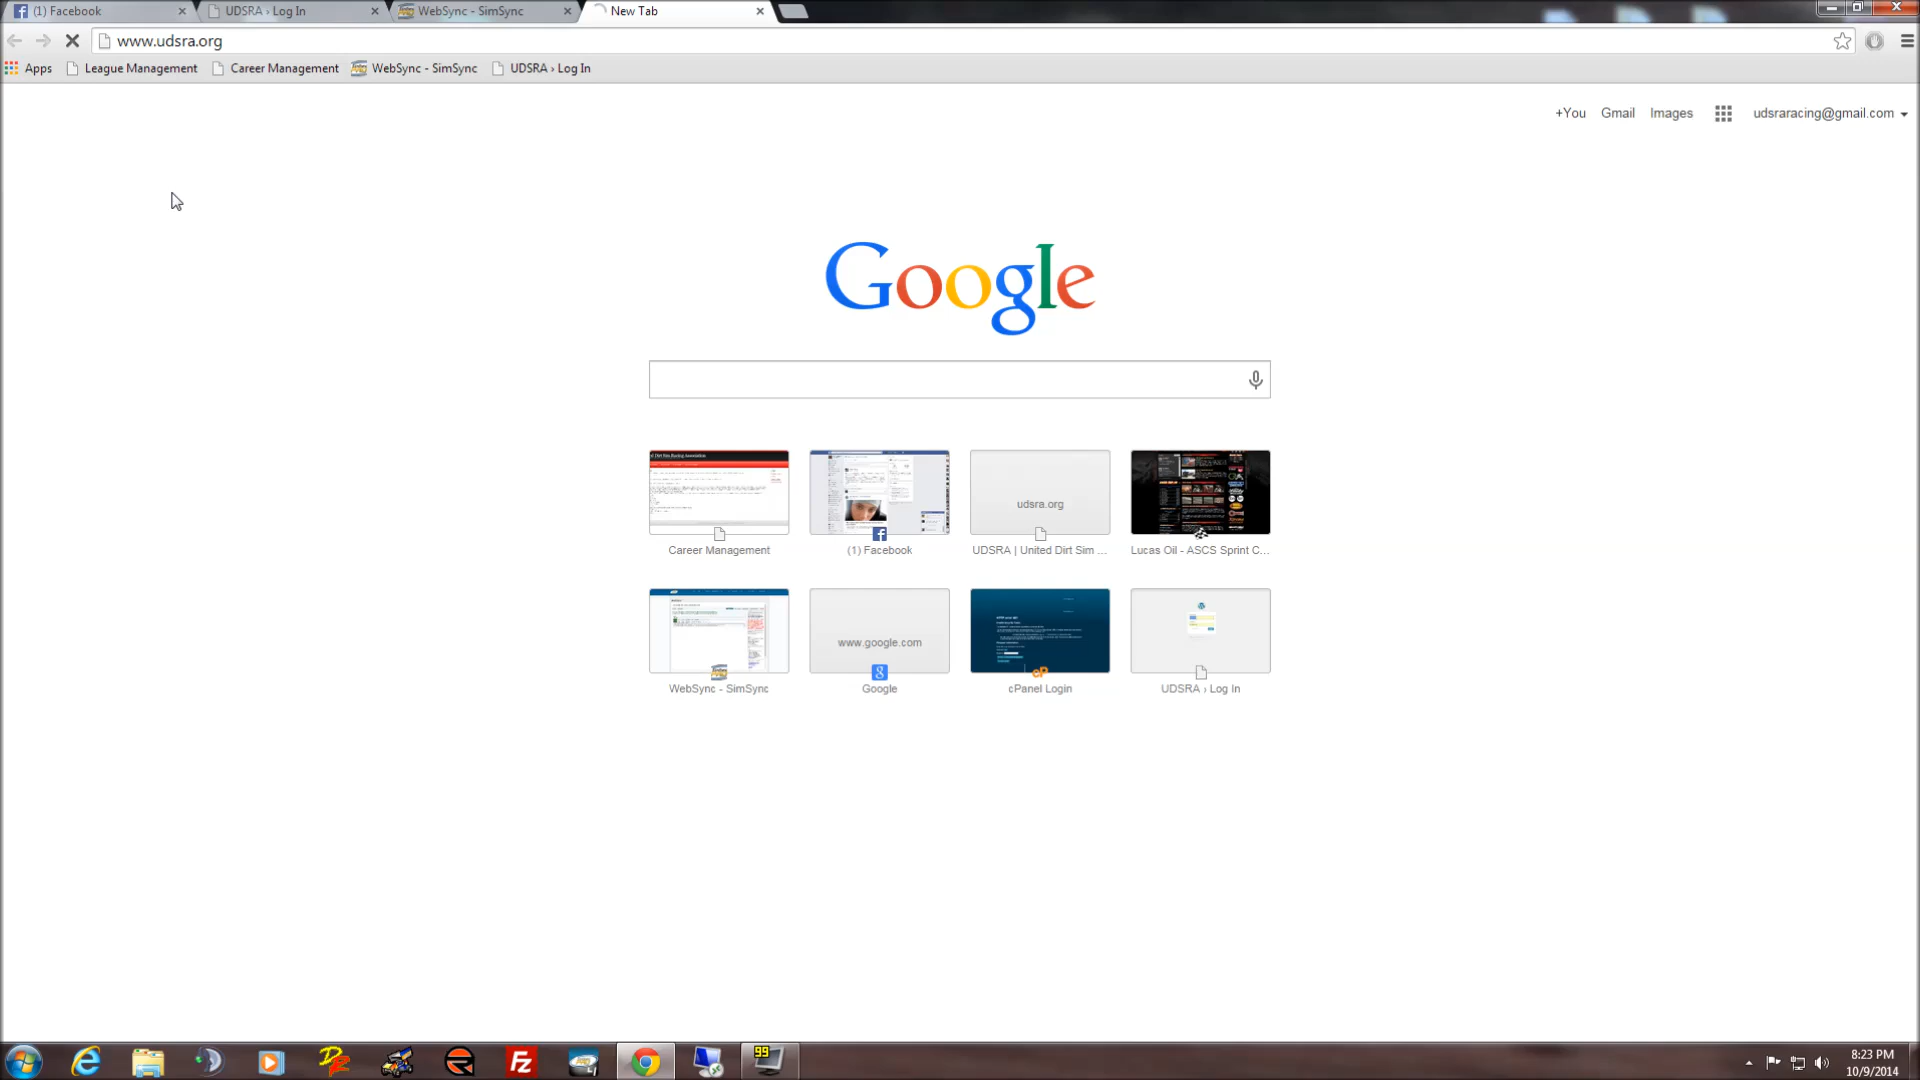 (1) Facebook
UDSRA › Log In
WebSync - SimSync
New Tab
www.udsra.org
Apps
League Management
Career Management
WebSync - SimSync
UDSRA › Log In
+You
Gmail
Images
udsraracing@gmail.com
Google
udsra.org
Career Management
(1) Facebook
UDSRA | United Dirt Sim ...
Lucas Oil - ASCS Sprint C...
www.google.com
WebSync - SimSync
Google
cPanel Login
UDSRA › Log In
99
8:23 PM
10/9/2014